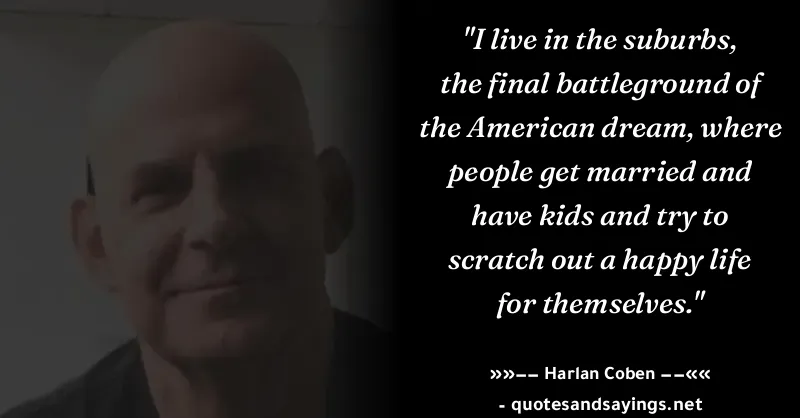 "I live in the suburbs,
the final battleground of
the American dream, where
people get married and
have kids and try to
scratch out a happy life
for themselves."
»»−− Harlan Coben −−««
- quotesandsayings.net